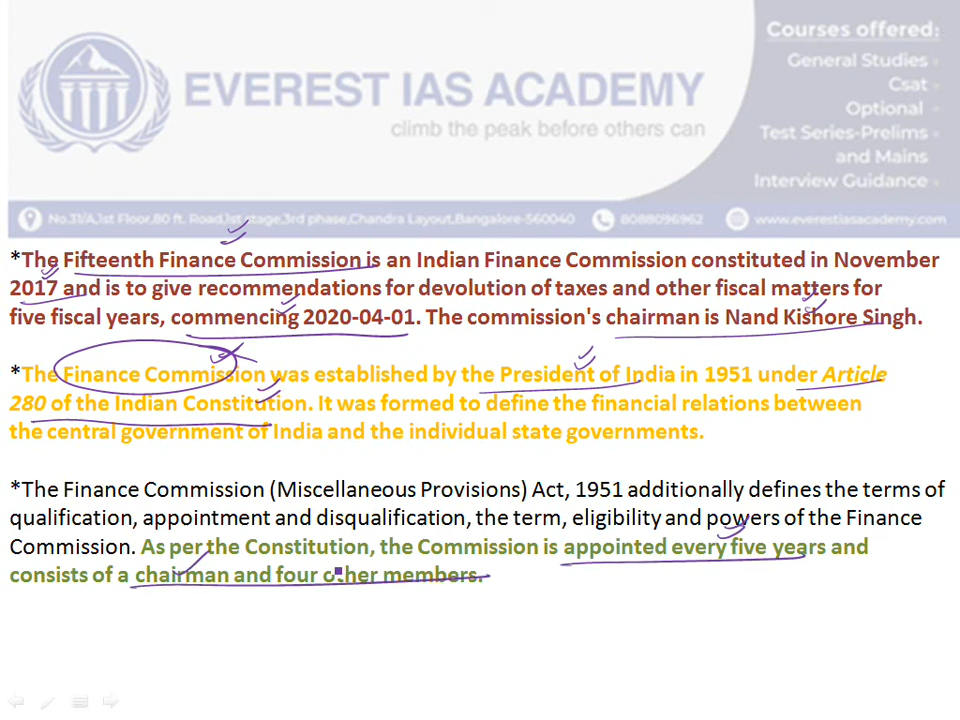 Courses offered:
General Studies
Csat
Optional
Test Series-Prelims
and Mains
Interview Guidance
EVEREST IAS ACADEMY
climb the peak before others can
No.31/A,1st Floor,80 ft. Road,1st stage,3rd phase,Chandra Layout,Bangalore-560040 8088096962 www.everestiasacademy.com
*The Fifteenth Finance Commission is an Indian Finance Commission constituted in November
2017 and is to give recommendations for devolution of taxes and other fiscal matters for
five fiscal years, commencing 2020-04-01. The commission's chairman is Nand Kishore Singh.
*The Finance Commission was established by the President of India in 1951 under Article
280 of the Indian Constitution. It was formed to define the financial relations between
the central government of India and the individual state governments.
*The Finance Commission (Miscellaneous Provisions) Act, 1951 additionally defines the terms of
qualification, appointment and disqualification, the term, eligibility and powers of the Finance
Commission. As per the Constitution, the Commission is appointed every five years and
consists of a chairman and four other members.